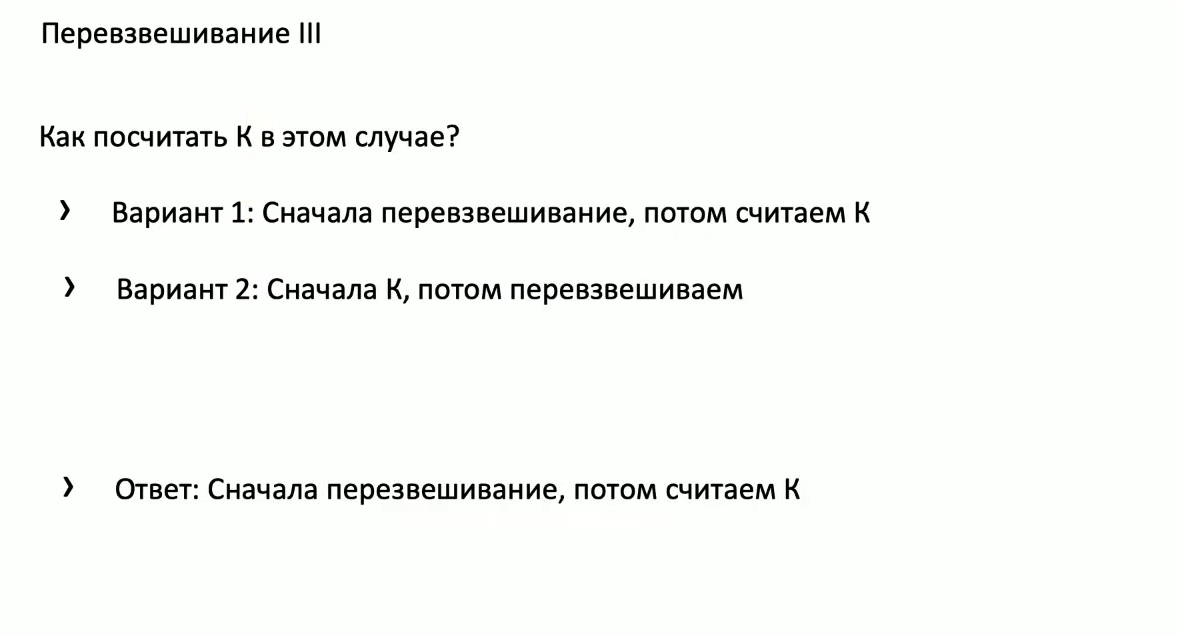 Перевзвешивание III
Как посчитать К в этом случае?
› Вариант 1: Сначала перевзвешивание, потом считаем К
› Вариант 2: Сначала К, потом перевзвешиваем
› Ответ: Сначала перезвешивание, потом считаем К